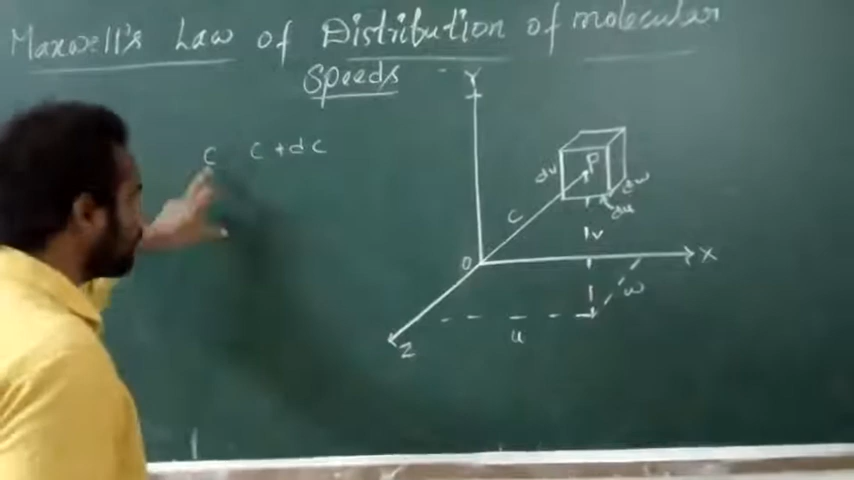 Maxwell's Law of Distribution of molecular
Speeds
Y
C C + dC
P
dv
dw
du
C
v
O
X
w
Z
u